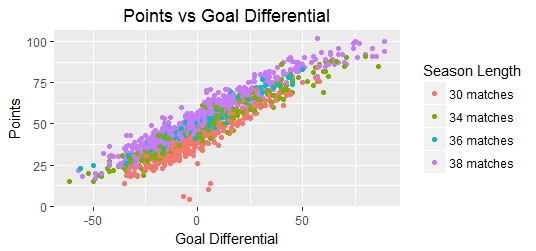 Points vs Goal Differential
100
75
50
25
0
-50
0
50
Points
Goal Differential
Season Length
30 matches
34 matches
36 matches
38 matches